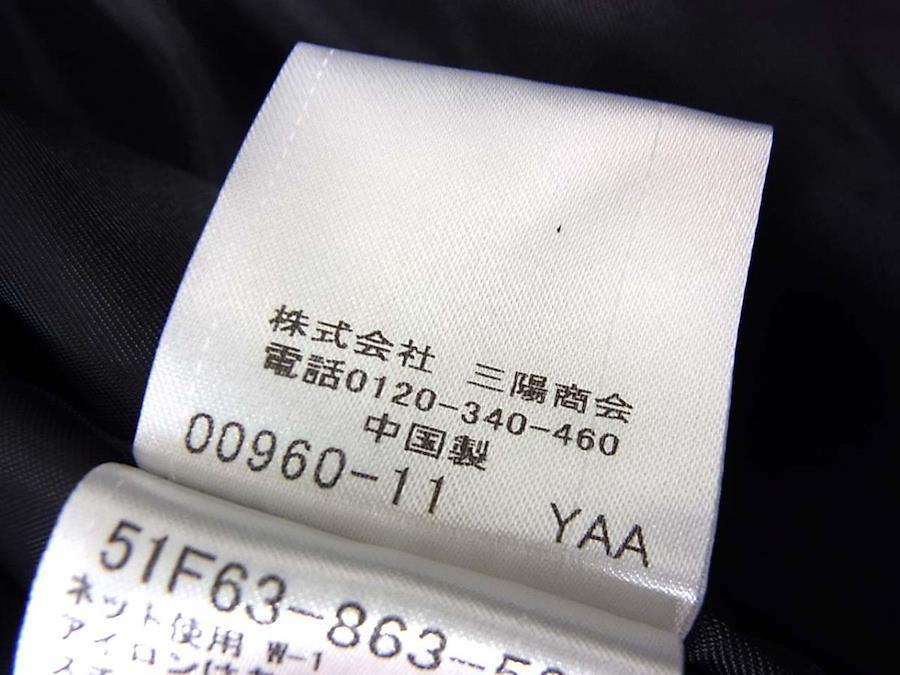 株式会社 三陽商会
電話0120-340-460
中国製
00960-11 YAA
51F63-863-5
ネット使用 W-1
アイロンは
ス